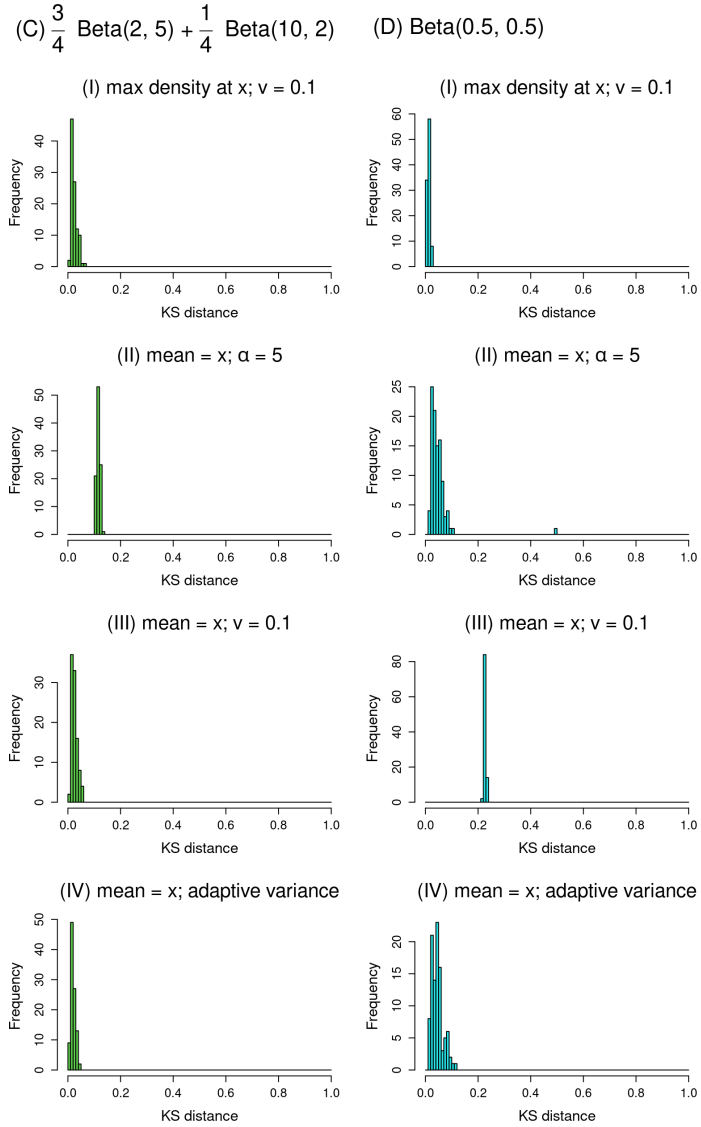 (C) 3/4 Beta(2, 5) + 1/4 Beta(10, 2)
(D) Beta(0.5, 0.5)
(I) max density at x; v = 0.1
Frequency
0 10 20 30 40
0.0 0.2 0.4 0.6 0.8 1.0
KS distance
(I) max density at x; v = 0.1
Frequency
0 10 20 30 40 50 60
0.0 0.2 0.4 0.6 0.8 1.0
KS distance
(II) mean = x; α = 5
Frequency
0 10 20 30 40 50
0.0 0.2 0.4 0.6 0.8 1.0
KS distance
(II) mean = x; α = 5
Frequency
0 5 10 15 20 25
0.0 0.2 0.4 0.6 0.8 1.0
KS distance
(III) mean = x; v = 0.1
Frequency
0 10 20 30
0.0 0.2 0.4 0.6 0.8 1.0
KS distance
(III) mean = x; v = 0.1
Frequency
0 20 40 60 80
0.0 0.2 0.4 0.6 0.8 1.0
KS distance
(IV) mean = x; adaptive variance
Frequency
0 10 20 30 40 50
0.0 0.2 0.4 0.6 0.8 1.0
KS distance
(IV) mean = x; adaptive variance
Frequency
0 5 10 15 20
0.0 0.2 0.4 0.6 0.8 1.0
KS distance